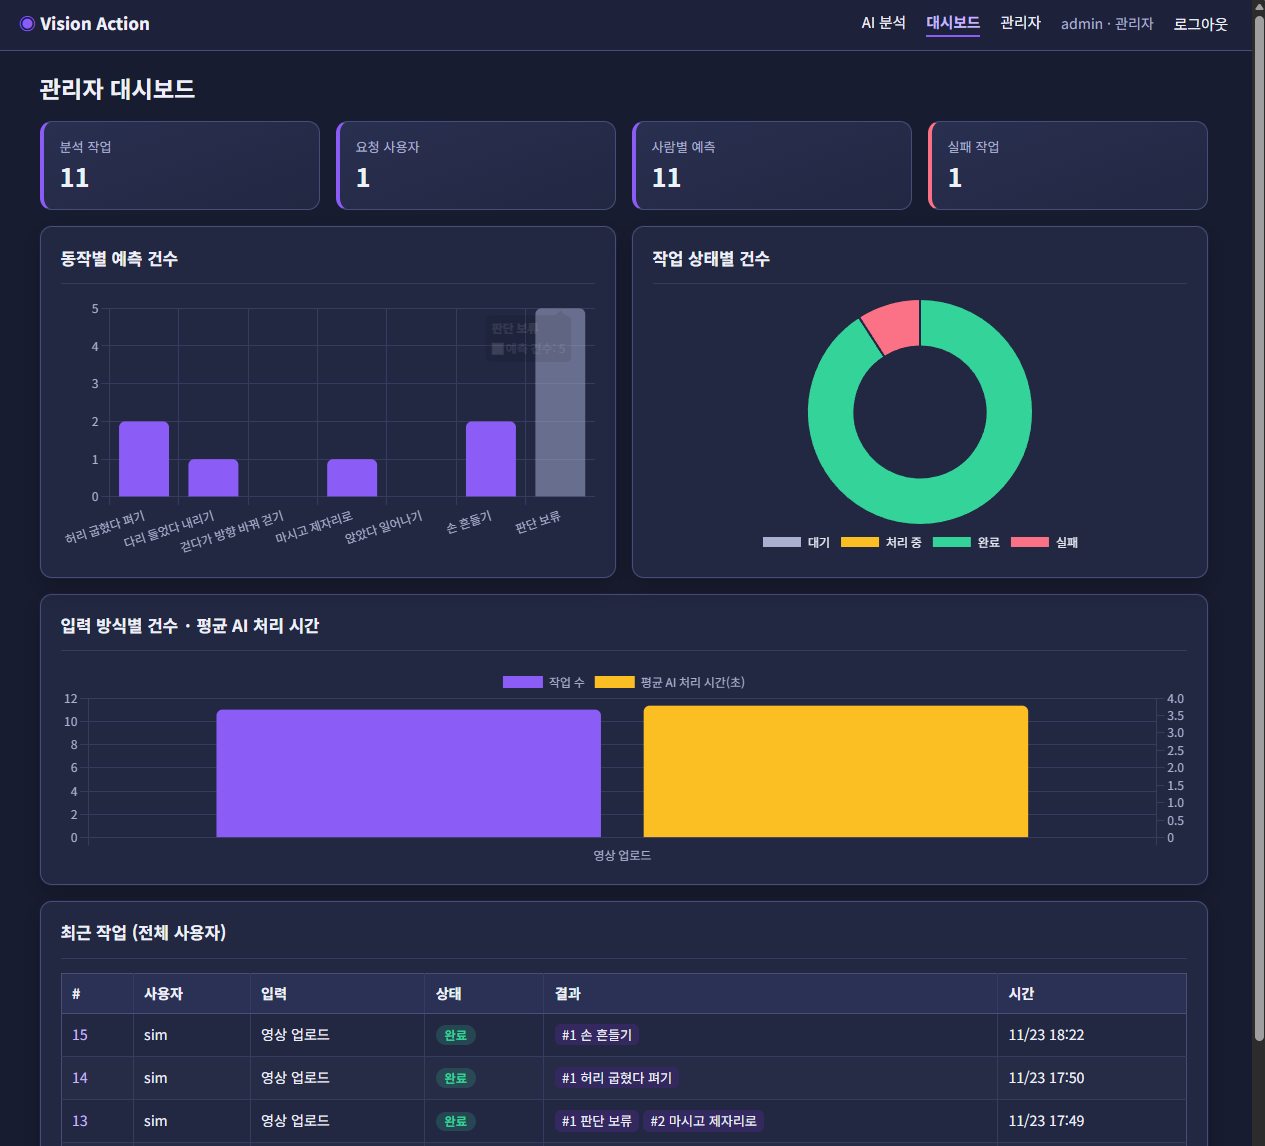 Vision Action
AI 분석 대시보드 관리자 admin · 관리자 로그아웃
관리자 대시보드
분석 작업
11
요청 사용자
1
사람별 예측
11
실패 작업
1
동작별 예측 건수
5
4
3
2
1
0
판단 보류
예측 건수: 5
허리 굽혔다 펴기
다리 들었다 내리기
걷다가 방향 바꿔 걷기
마시고 제자리로
앉았다 일어나기
손 흔들기
판단 보류
작업 상태별 건수
대기 처리 중 완료 실패
입력 방식별 건수 · 평균 AI 처리 시간
작업 수 평균 AI 처리 시간(초)
12
10
8
6
4
2
0
4.0
3.5
3.0
2.5
2.0
1.5
1.0
0.5
0
영상 업로드
최근 작업 (전체 사용자)
# 사용자 입력 상태 결과 시간
15 sim 영상 업로드 완료 #1 손 흔들기 11/23 18:22
14 sim 영상 업로드 완료 #1 허리 굽혔다 펴기 11/23 17:50
13 sim 영상 업로드 완료 #1 판단 보류 #2 마시고 제자리로 11/23 17:49